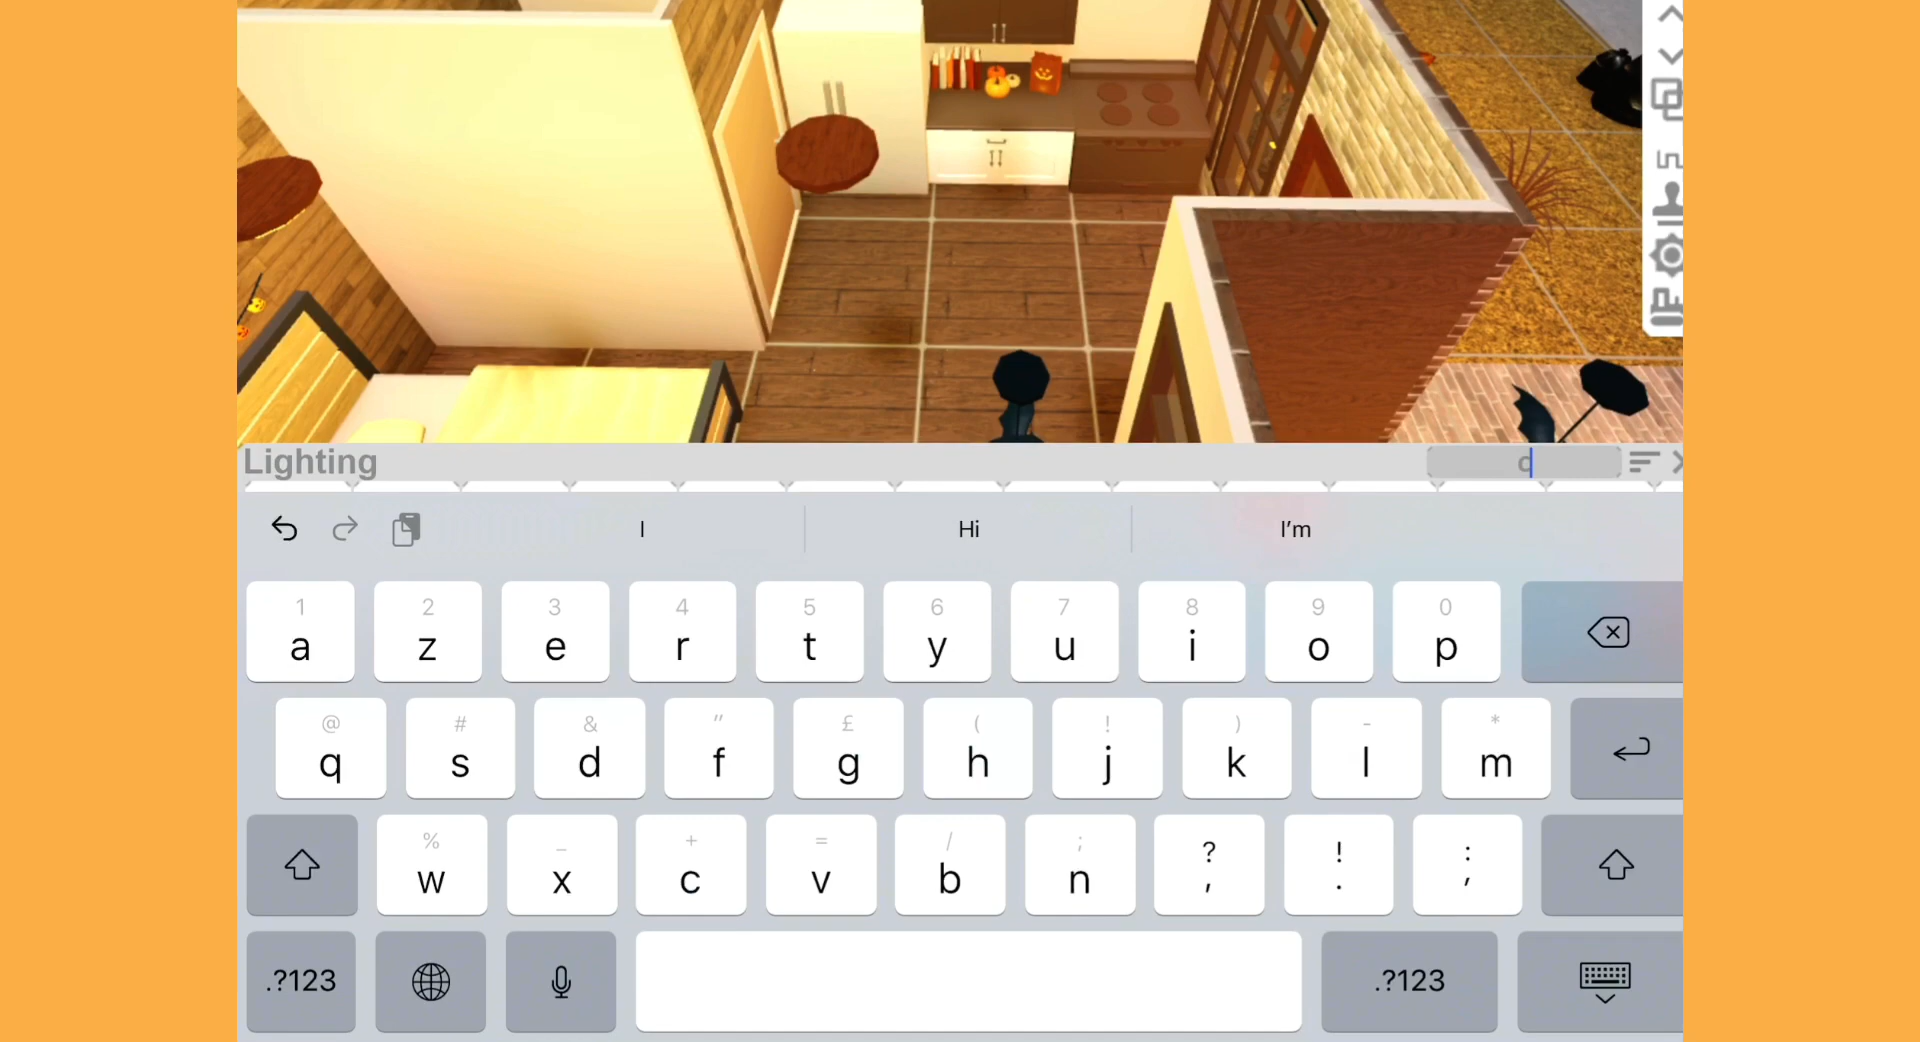 Lighting c
I Hi I’m
1 2 3 4 5 6 7 8 9 0
a z e r t y u i o p
@ # & " £ ( ! ) - *
q s d f g h j k l m
% _ + = / ; ? ! :
w x c v b n , . ,
.?123 .?123